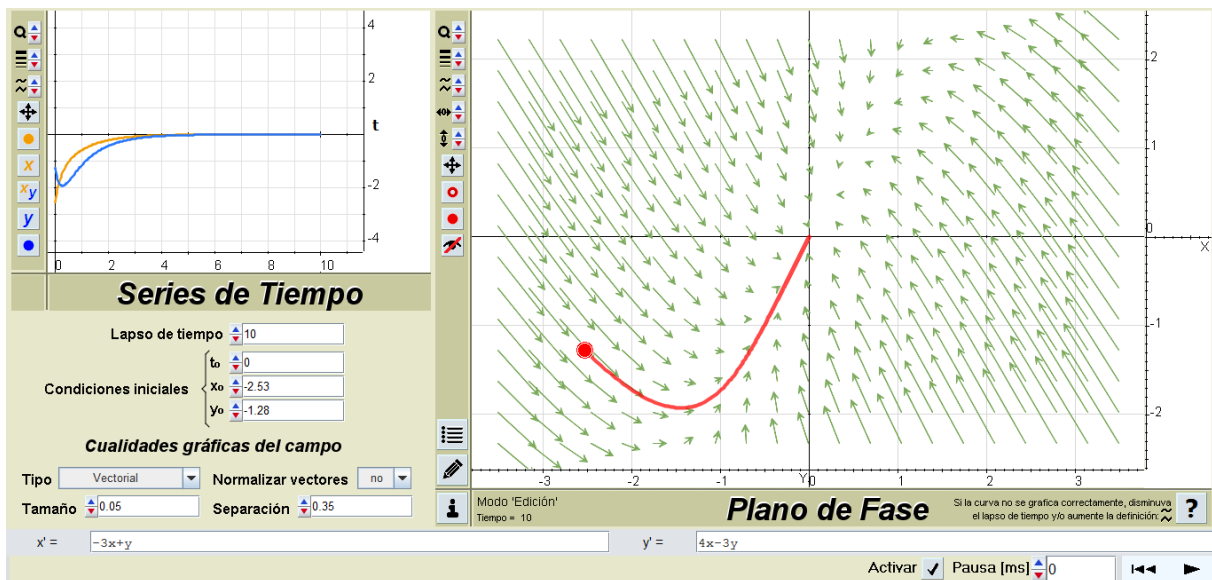 4
2
t
-2
-4
0 2 4 6 8 10
x
xy
y
Series de Tiempo
Lapso de tiempo 10
Condiciones iniciales
to 0
xo -2.53
yo -1.28
Cualidades gráficas del campo
Tipo Vectorial Normalizar vectores no
Tamaño 0.05 Separación 0.35
2
1
0
X
-1
-2
-3 -2 -1 Y 0 1 2 3
Modo 'Edición'
Tiempo = 10
Plano de Fase
Si la curva no se grafica correctamente, disminuya
el lapso de tiempo y/o aumente la definición:
?
i
x' = -3x+y
y' = 4x-3y
Activar Pausa [ms] 0